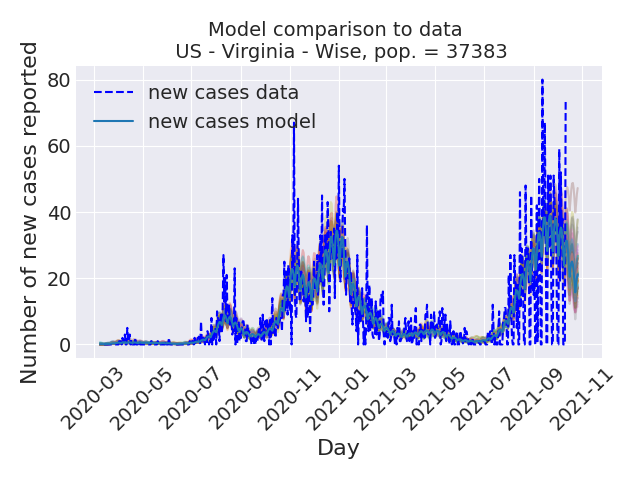 Model comparison to data
US - Virginia - Wise, pop. = 37383
Number of new cases reported
80
60
40
20
0
new cases data
new cases model
2020-03
2020-05
2020-07
2020-09
2020-11
2021-01
2021-03
2021-05
2021-07
2021-09
2021-11
Day